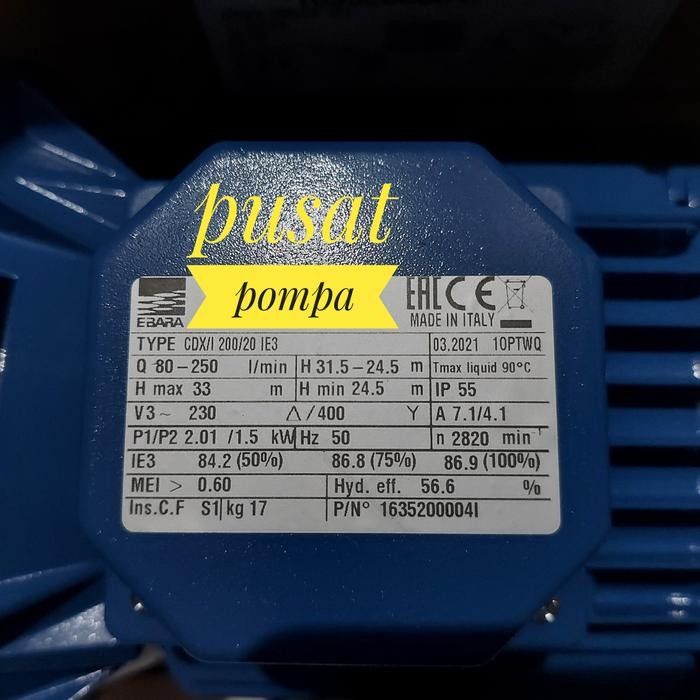 pusat
pompa
EBARA
EAC CE
MADE IN ITALY
TYPE CDX/I 200/20 IE3 03.2021 10PTWQ
Q 80-250 l/min H 31.5-24.5 m Tmax liquid 90°C
H max 33 m H min 24.5 m IP 55
V3~ 230 Δ/400 Y A 7.1/4.1
P1/P2 2.01 /1.5 kW Hz 50 n 2820 min⁻¹
IE3 84.2 (50%) 86.8 (75%) 86.9 (100%)
MEI > 0.60 Hyd. eff. 56.6 %
Ins.C.F S1 kg 17 P/N° 1635200004I